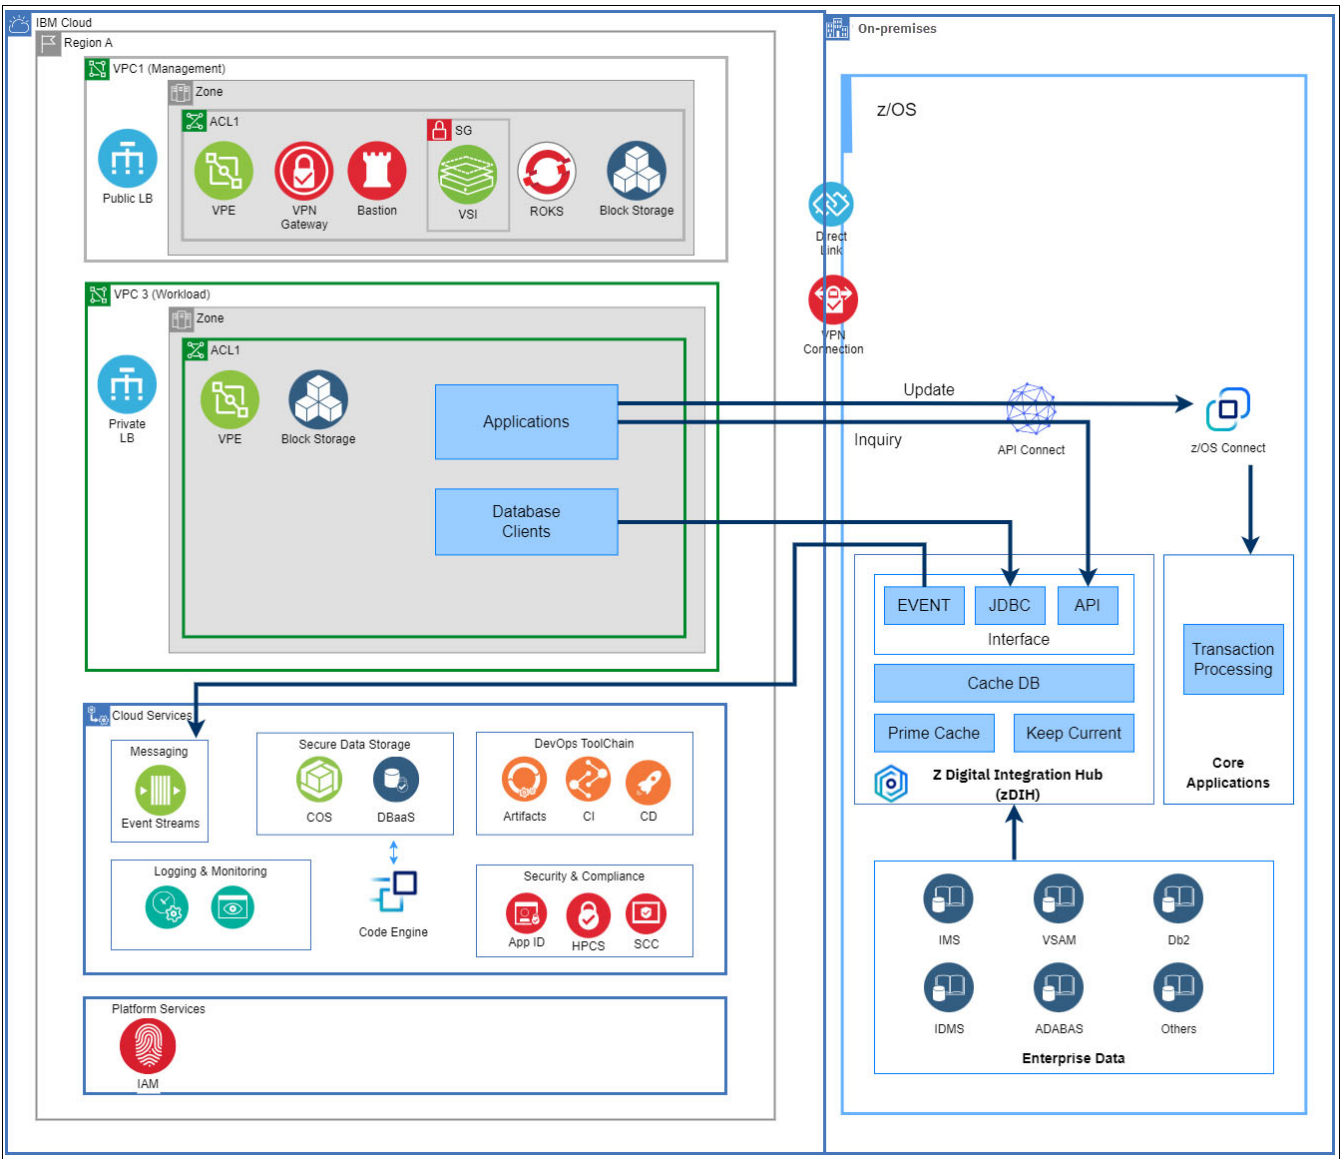 IBM Cloud
Region A
VPC1 (Management)
Zone
ACL1
SG
Public LB
VPE
VPN
Gateway
Bastion
VSI
ROKS
Block Storage
VPC 3 (Workload)
Zone
ACL1
Private
LB
VPE
Block Storage
Applications
Database
Clients
Cloud Services
Messaging
Event Streams
Secure Data Storage
COS
DBaaS
DevOps ToolChain
Artifacts
CI
CD
Logging & Monitoring
Code Engine
Security & Compliance
App ID
HPCS
SCC
Platform Services
IAM
On-premises
z/OS
Direct
Link
VPN
Connection
Update
Inquiry
API Connect
z/OS Connect
EVENT
JDBC
API
Interface
Cache DB
Prime Cache
Keep Current
Z Digital Integration Hub
(zDIH)
Transaction
Processing
Core
Applications
IMS
VSAM
Db2
IDMS
ADABAS
Others
Enterprise Data